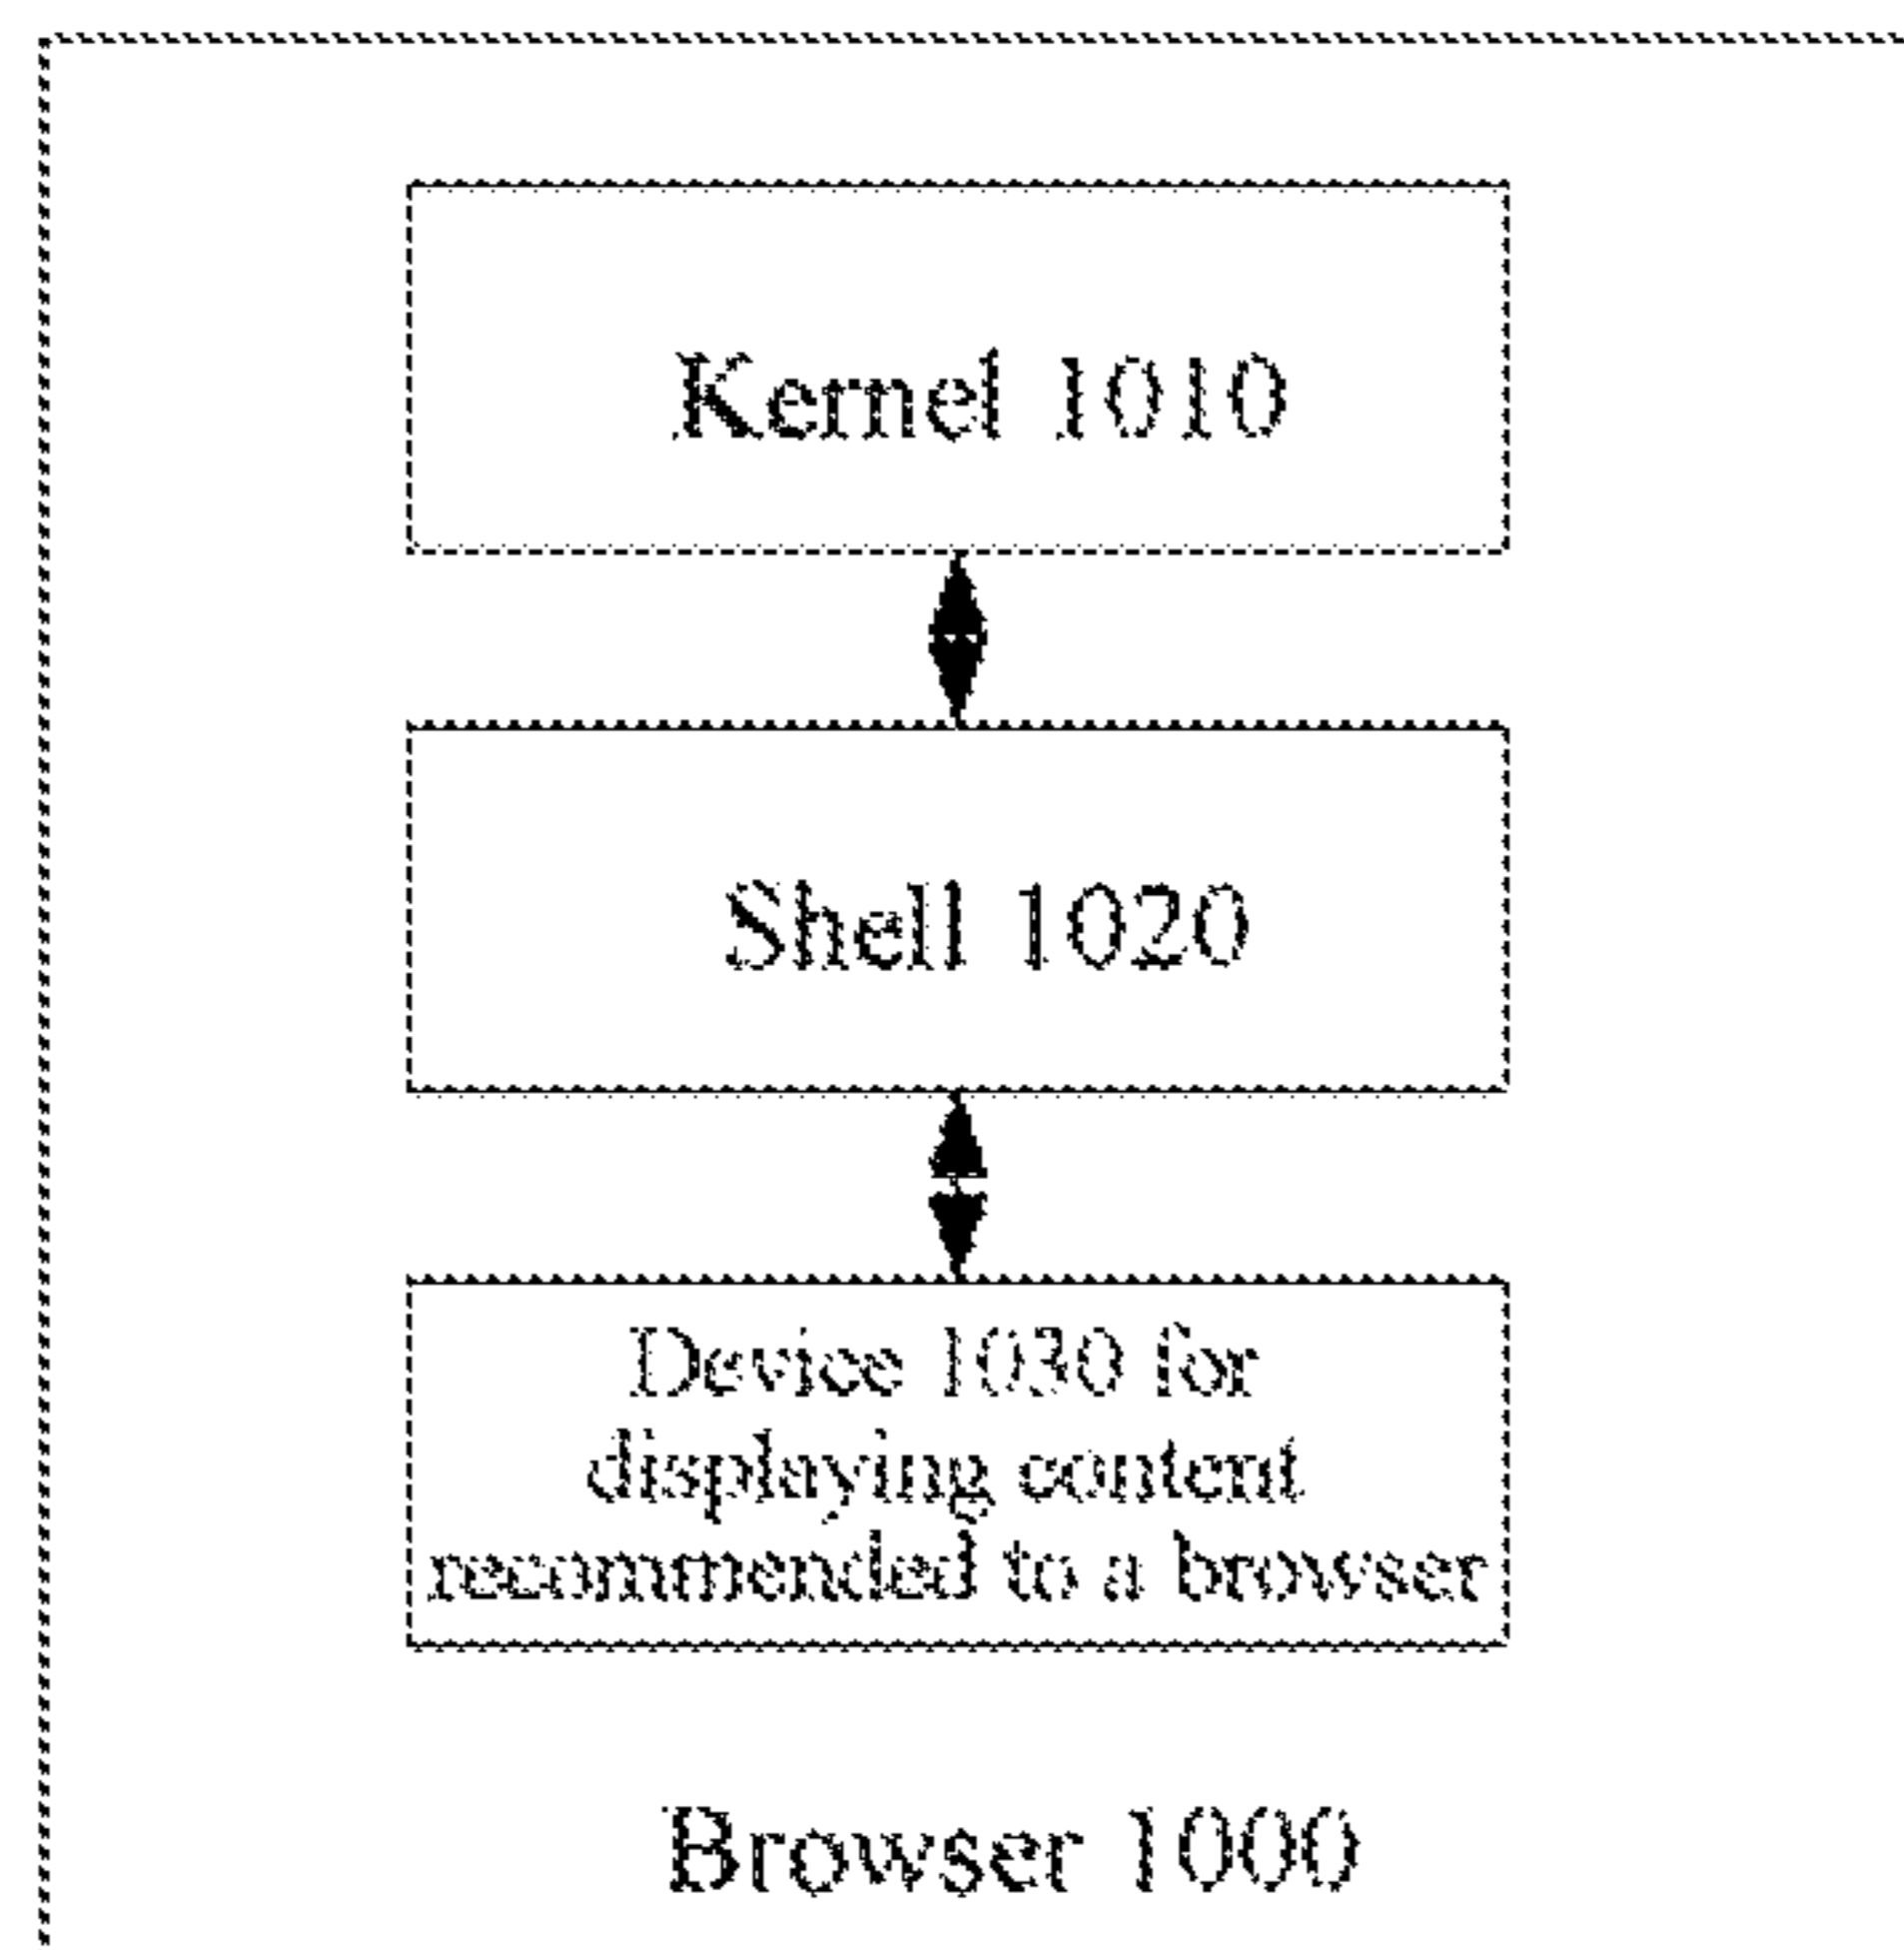 Kernel 1010
Shell 1020
Device 1030 for
displaying content
recommended to a browser
Browser 1000